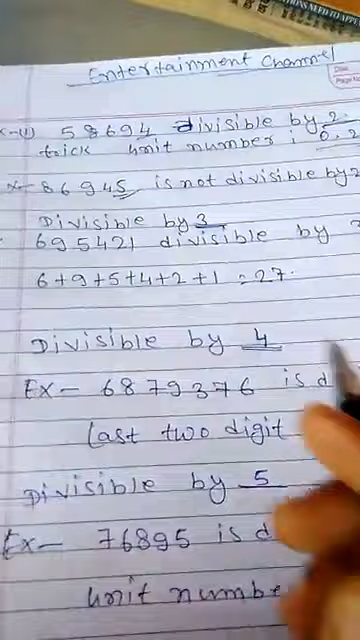 Entertainment Channel
58694 divisible by 2.
trick unit number :
86945 is not divisible by 2
Divisible by 3
695421 divisible by
6+9+5+4+2+1 = 27.
Divisible by 4
Ex- 6879376 is d
Last two digit
Divisible by 5
Ex- 76895 is d
unit numbe